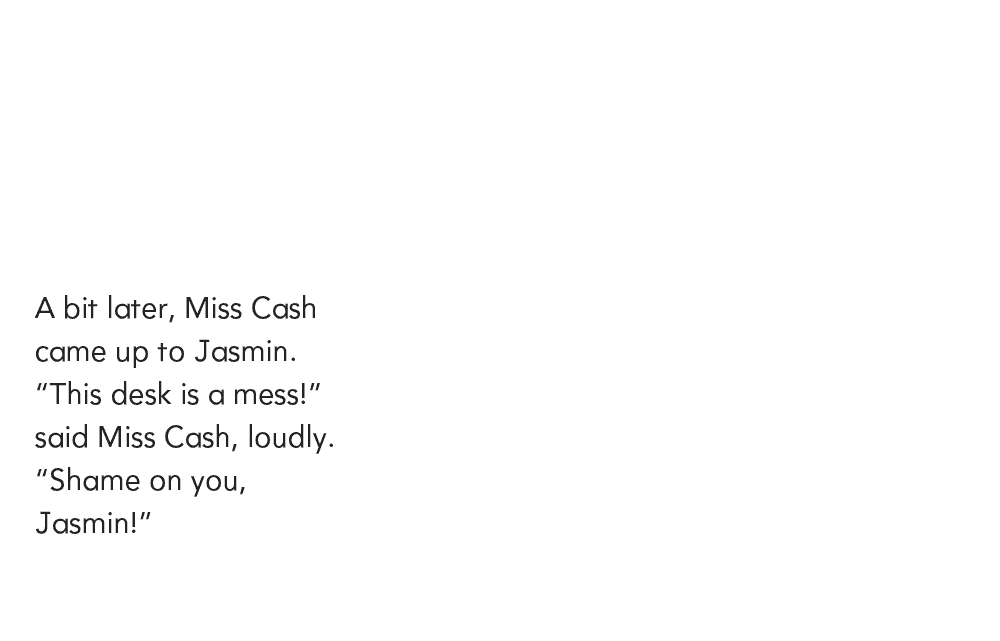 A bit later, Miss Cash
came up to Jasmin.
“This desk is a mess!”
said Miss Cash, loudly.
“Shame on you,
Jasmin!”